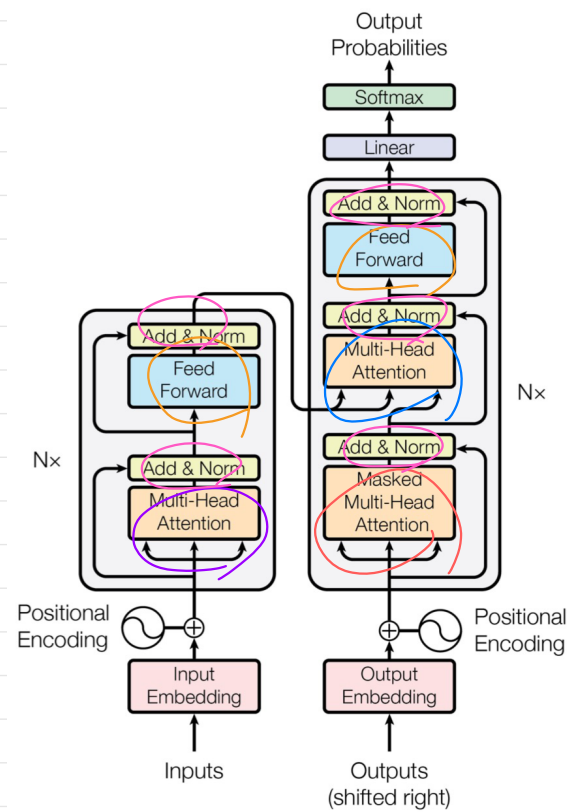 Output
Probabilities
Softmax
Linear
Add & Norm
Feed
Forward
Add & Norm
Multi-Head
Attention
Add & Norm
Masked
Multi-Head
Attention
N×
Add & Norm
Feed
Forward
Add & Norm
Multi-Head
Attention
N×
Positional
Encoding
Positional
Encoding
Input
Embedding
Output
Embedding
Inputs
Outputs
(shifted right)